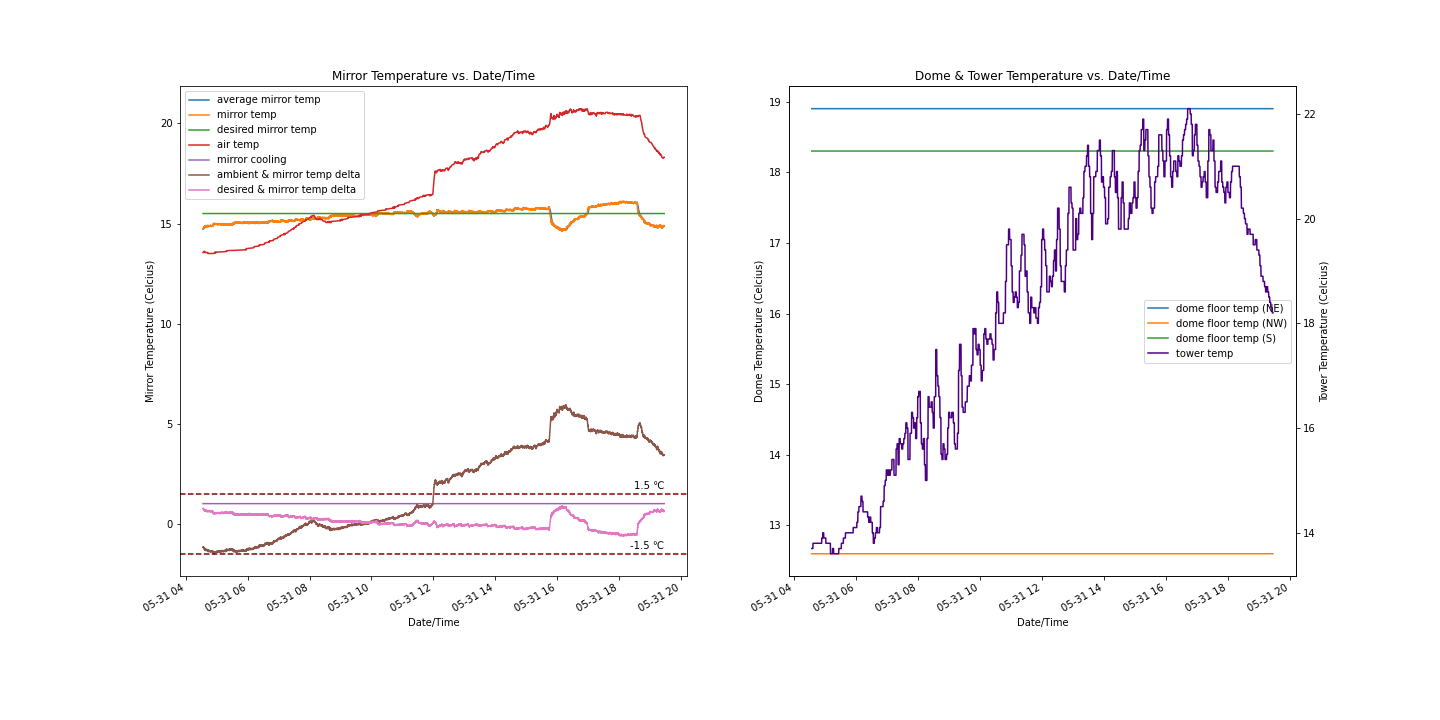 Mirror Temperature vs. Date/Time
average mirror temp
mirror temp
desired mirror temp
air temp
mirror cooling
ambient & mirror temp delta
desired & mirror temp delta
20
15
10
5
0
Mirror Temperature (Celcius)
1.5 °C
-1.5 °C
05-31 04
05-31 06
05-31 08
05-31 10
05-31 12
05-31 14
05-31 16
05-31 18
05-31 20
Date/Time
Dome & Tower Temperature vs. Date/Time
19
18
17
16
15
14
13
Dome Temperature (Celcius)
dome floor temp (NE)
dome floor temp (NW)
dome floor temp (S)
tower temp
22
20
18
16
14
Tower Temperature (Celcius)
05-31 04
05-31 06
05-31 08
05-31 10
05-31 12
05-31 14
05-31 16
05-31 18
05-31 20
Date/Time